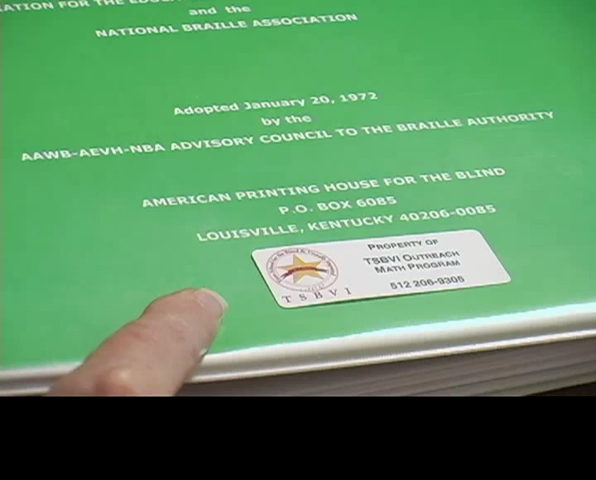 ATION FOR THE
and the
NATIONAL BRAILLE ASSOCIATION
Adopted January 20, 1972
by the
AAWB-AEVH-NBA ADVISORY COUNCIL TO THE BRAILLE AUTHORITY
AMERICAN PRINTING HOUSE FOR THE BLIND
P.O. BOX 6085
LOUISVILLE, KENTUCKY 40206-0085
PROPERTY OF
TSBVI OUTREACH
MATH PROGRAM
512 206-9305
TSBVI